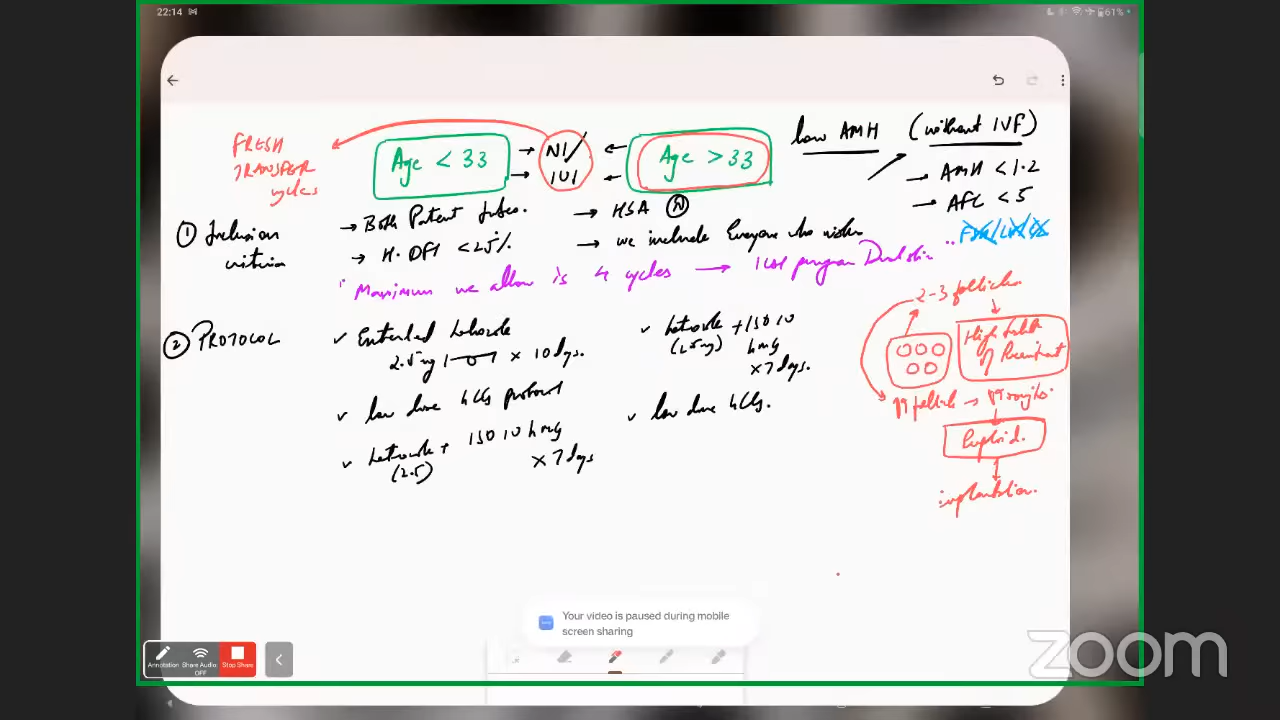 22:14
61%
low AMH (without IUF)
FRESH
TRANSFER
cycles
Age < 33
NI/
IUI
Age > 33
→ AMH < 1.2
→ AFC < 5
① Inclusion
criteria
→ Both Patent tubes.
→ HSA Ⓝ
→ H. DFI < 25%
→ we include Everyone who wishes
"Maximum we allow is 4 cycles → program
2-3 follicles
② PROTOCOL
✓ Extended letrozole
2.5mg 1-0-1 × 10 days.
✓ letrozole + 150 IU
(2.5mg) hmg
×7 days.
High
of Recruitment
✓ low dose hCG protocol
✓ low dose hCG.
✓ letrozole + 150 IU hmg
(2.5) ×7 days
Euploid.
implantation.
Your video is paused during mobile
screen sharing
Annotation Share Audio: OFF Stop Share
zoom